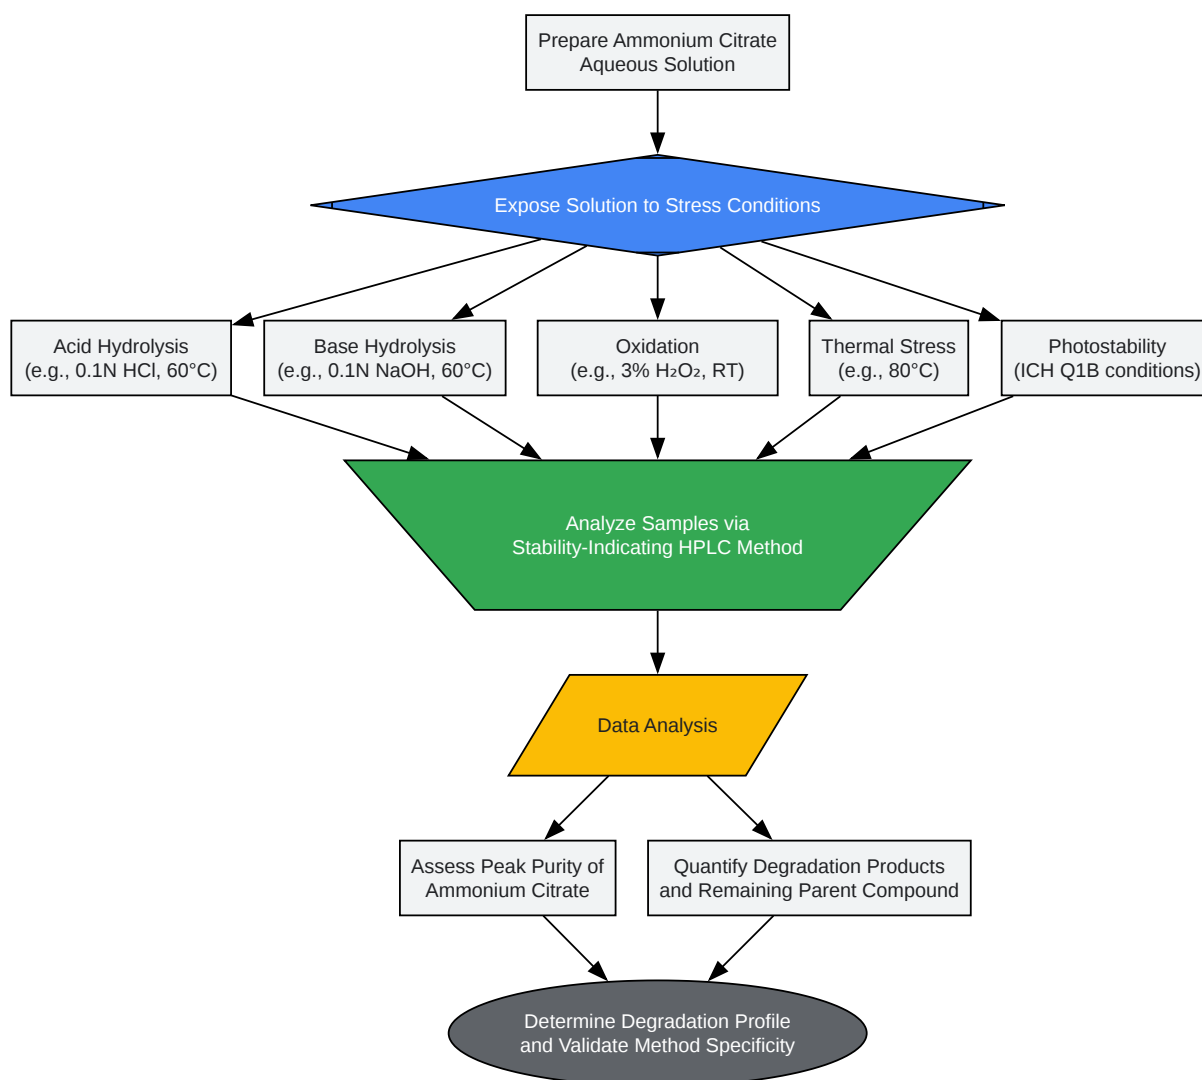 Prepare Ammonium Citrate
Aqueous Solution
Expose Solution to Stress Conditions
Acid Hydrolysis
(e.g., 0.1N HCl, 60°C)
Base Hydrolysis
(e.g., 0.1N NaOH, 60°C)
Oxidation
(e.g., 3% H₂O₂, RT)
Thermal Stress
(e.g., 80°C)
Photostability
(ICH Q1B conditions)
Analyze Samples via
Stability-Indicating HPLC Method
Data Analysis
Assess Peak Purity of
Ammonium Citrate
Quantify Degradation Products
and Remaining Parent Compound
Determine Degradation Profile
and Validate Method Specificity